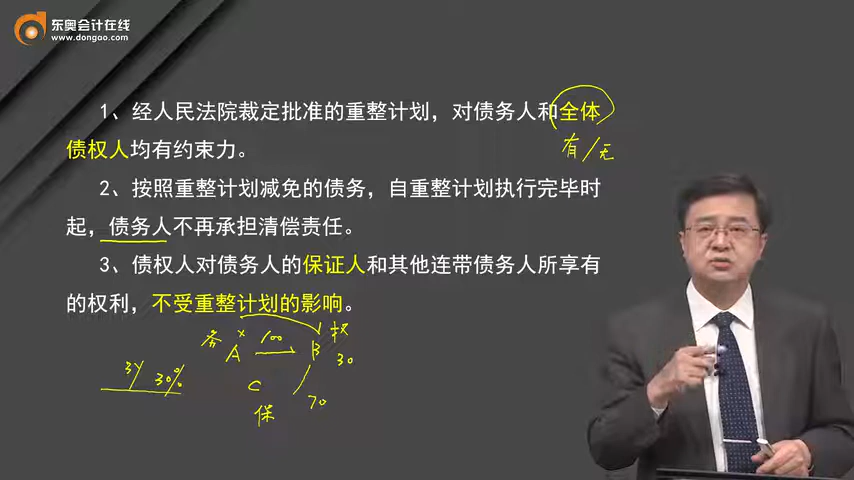 东奥会计在线
www.dongao.com
1、经人民法院裁定批准的重整计划，对债务人和全体
债权人均有约束力。
有/无
2、按照重整计划减免的债务，自重整计划执行完毕时
起，债务人不再承担清偿责任。
3、债权人对债务人的保证人和其他连带债务人所享有
的权利，不受重整计划的影响。
务 A 100 B 权
30
3y 30%
C
保
70